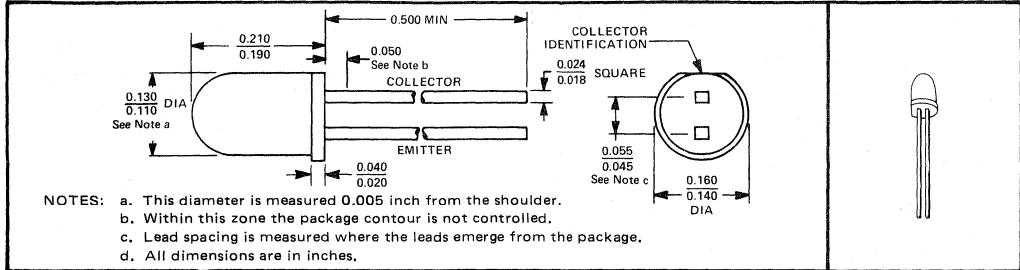 0.500 MIN
0.210
0.190
0.050
See Note b
COLLECTOR
0.130
0.110
DIA
See Note a
EMITTER
0.040
0.020
COLLECTOR
IDENTIFICATION
0.024
0.018
SQUARE
0.055
0.045
See Note c
0.160
0.140
DIA
NOTES: a. This diameter is measured 0.005 inch from the shoulder.
b. Within this zone the package contour is not controlled.
c. Lead spacing is measured where the leads emerge from the package.
d. All dimensions are in inches.